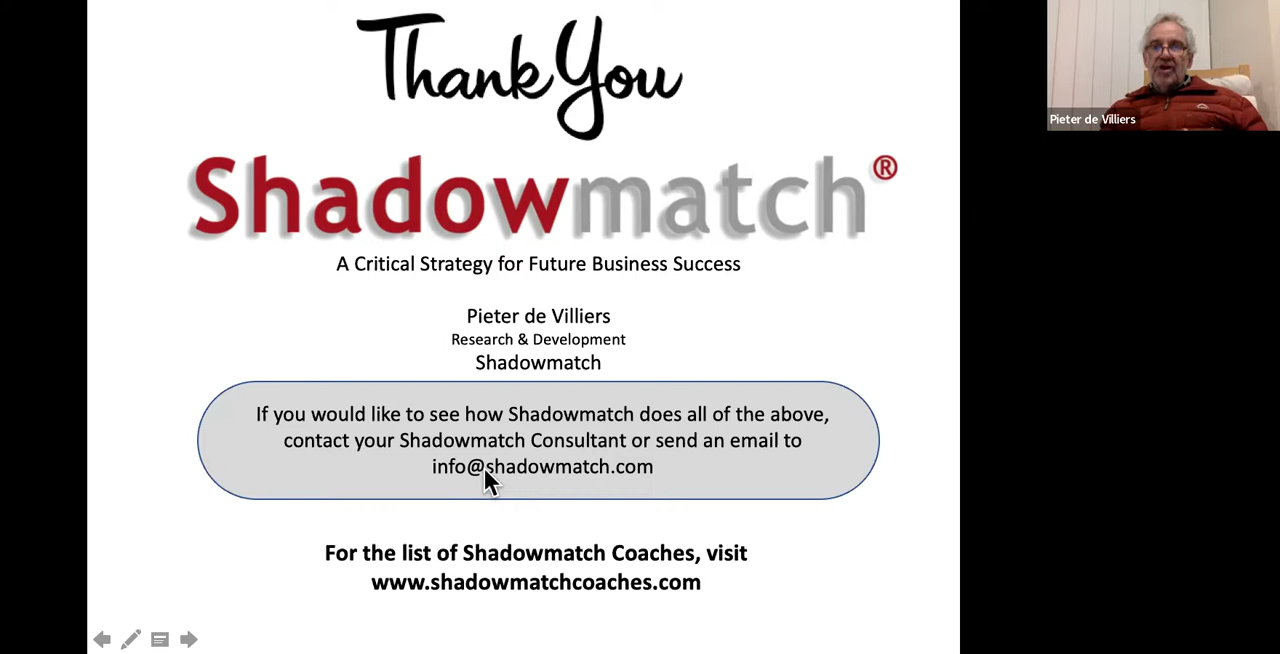 Thank You
Shadowmatch®
A Critical Strategy for Future Business Success
Pieter de Villiers
Research & Development
Shadowmatch
If you would like to see how Shadowmatch does all of the above,
contact your Shadowmatch Consultant or send an email to
info@shadowmatch.com
For the list of Shadowmatch Coaches, visit
www.shadowmatchcoaches.com
Pieter de Villiers